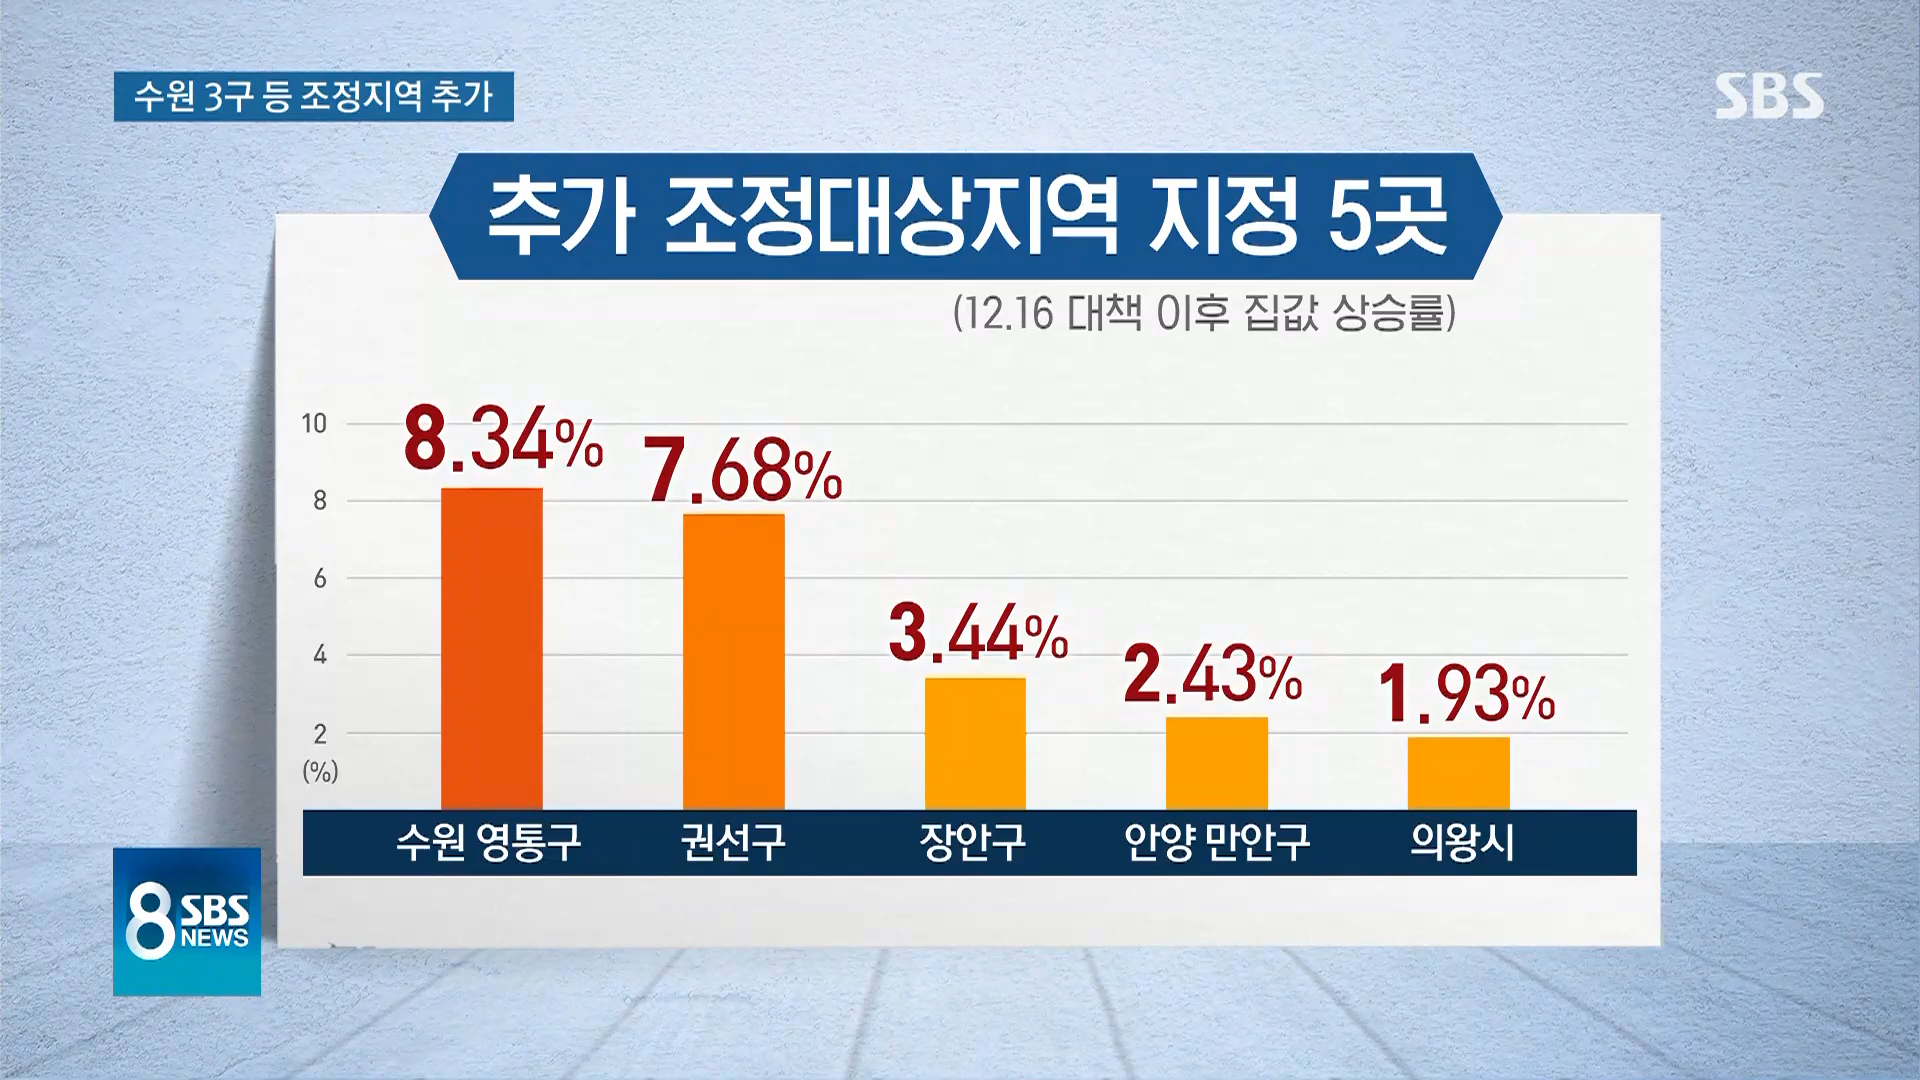 수원 3구 등 조정지역 추가
SBS
추가 조정대상지역 지정 5곳
(12.16 대책 이후 집값 상승률)
10
8
6
4
2
(%)
8.34%
7.68%
3.44%
2.43%
1.93%
수원 영통구
권선구
장안구
안양 만안구
의왕시
8 SBS
NEWS